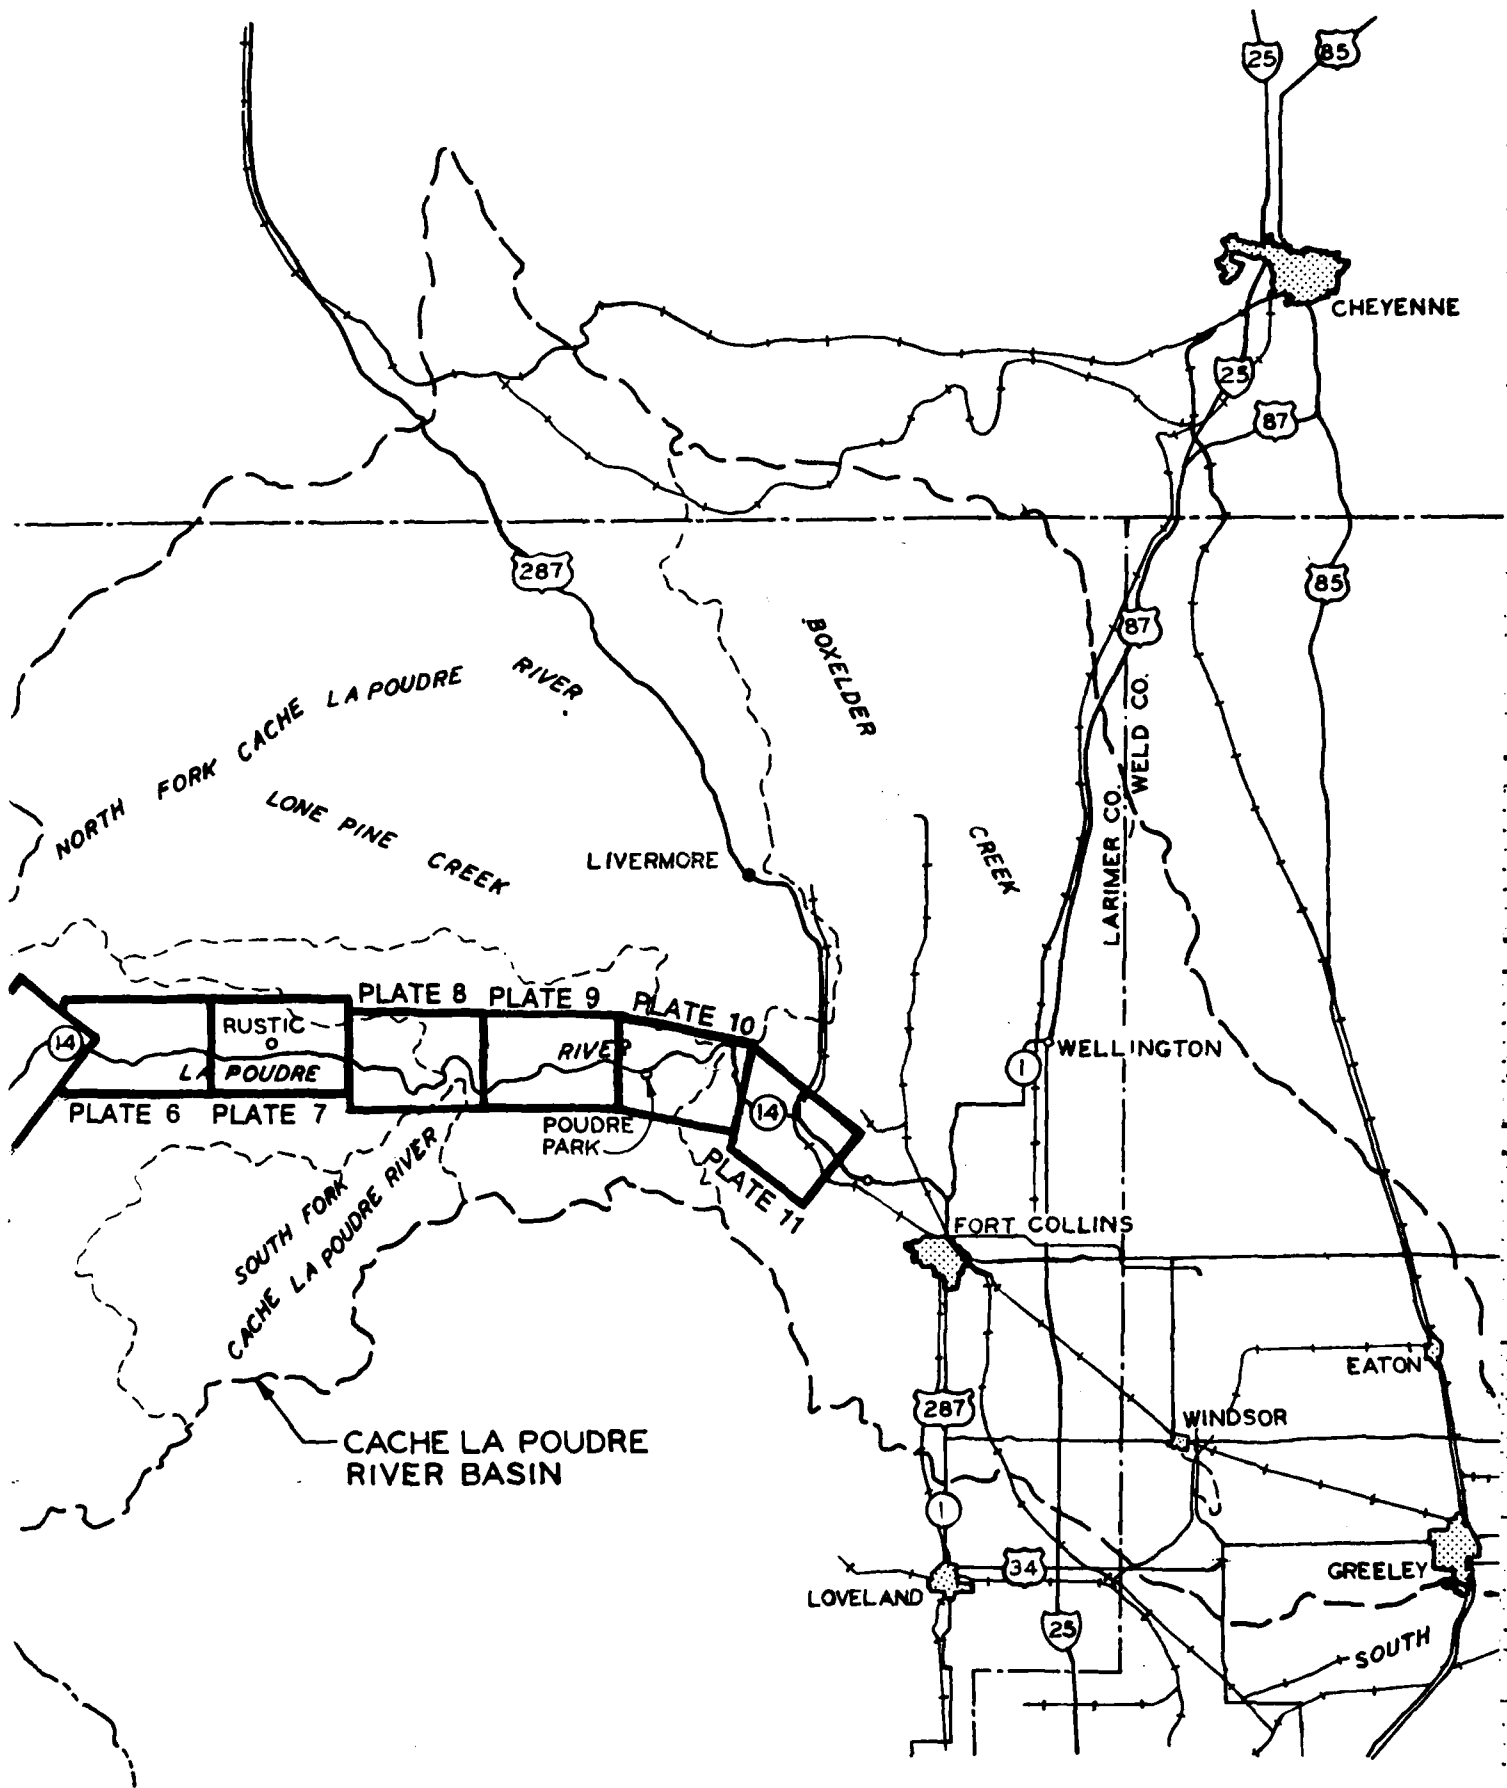 25
85
CHEYENNE
25
87
287
85
BOXELDER
87
NORTH FORK CACHE LA POUDRE RIVER
WELD CO.
LARIMER CO.
LONE PINE CREEK
LIVERMORE
CREEK
PLATE 8
PLATE 9
PLATE 10
RUSTIC
14
RIVER
WELLINGTON
1
LA POUDRE
PLATE 6
PLATE 7
14
POUDRE
PARK
PLATE 11
SOUTH FORK
CACHE LA POUDRE RIVER
FORT COLLINS
EATON
287
WINDSOR
CACHE LA POUDRE
RIVER BASIN
1
34
GREELEY
LOVELAND
25
SOUTH